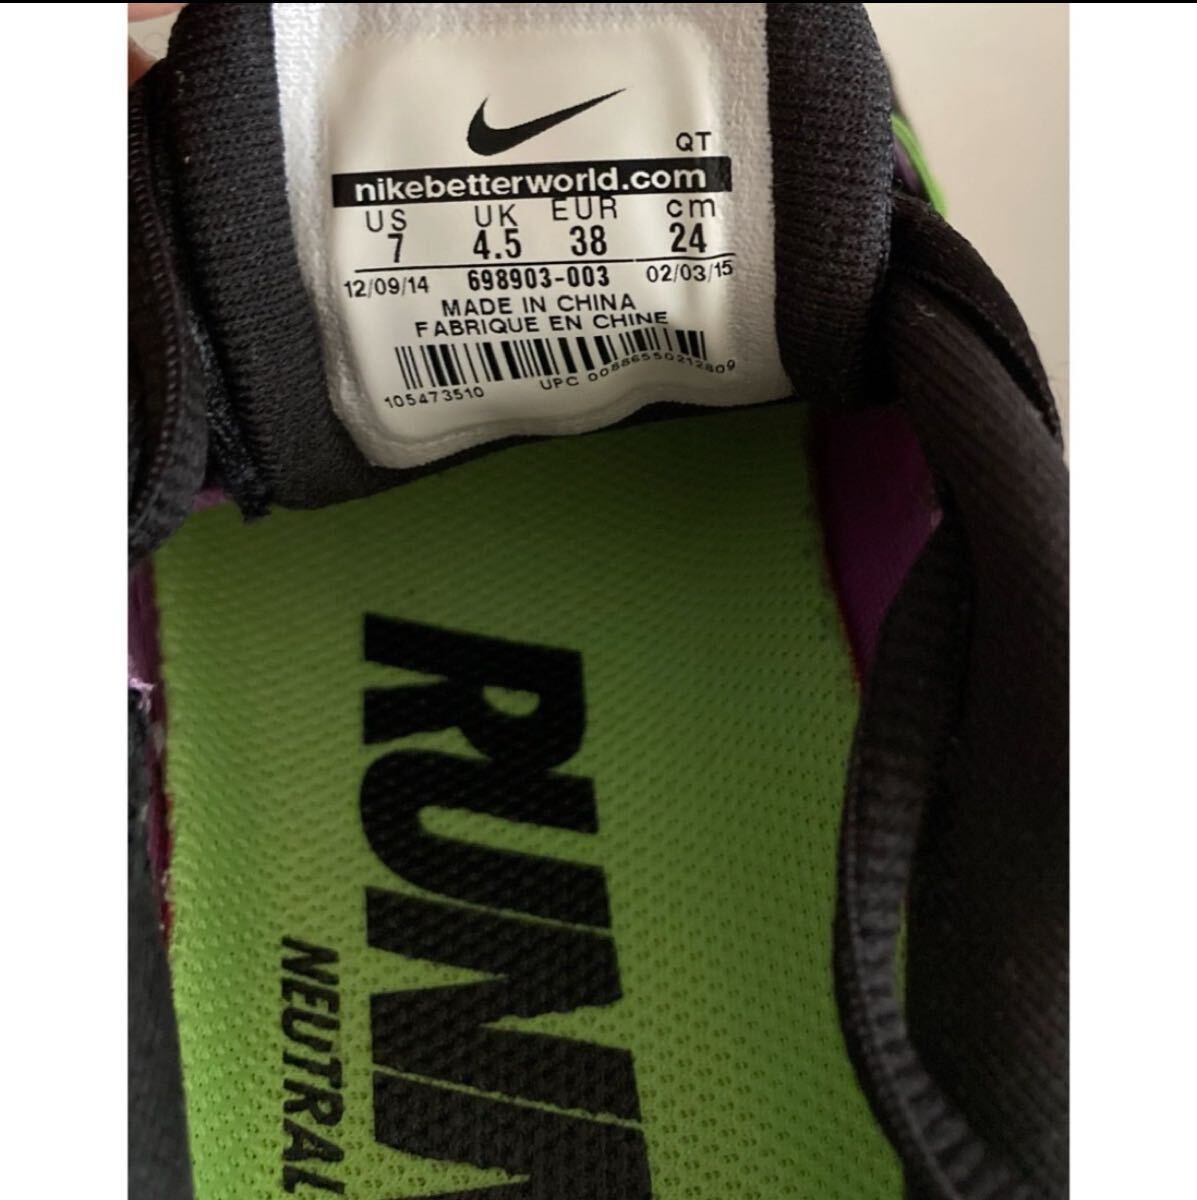 QT
nikebetterworld.com
US UK EUR cm
7 4.5 38 24
12/09/14 698903-003 02/03/15
MADE IN CHINA
FABRIQUE EN CHINE
105473510 UPC 00886550212809
RUN
NEUTRAL